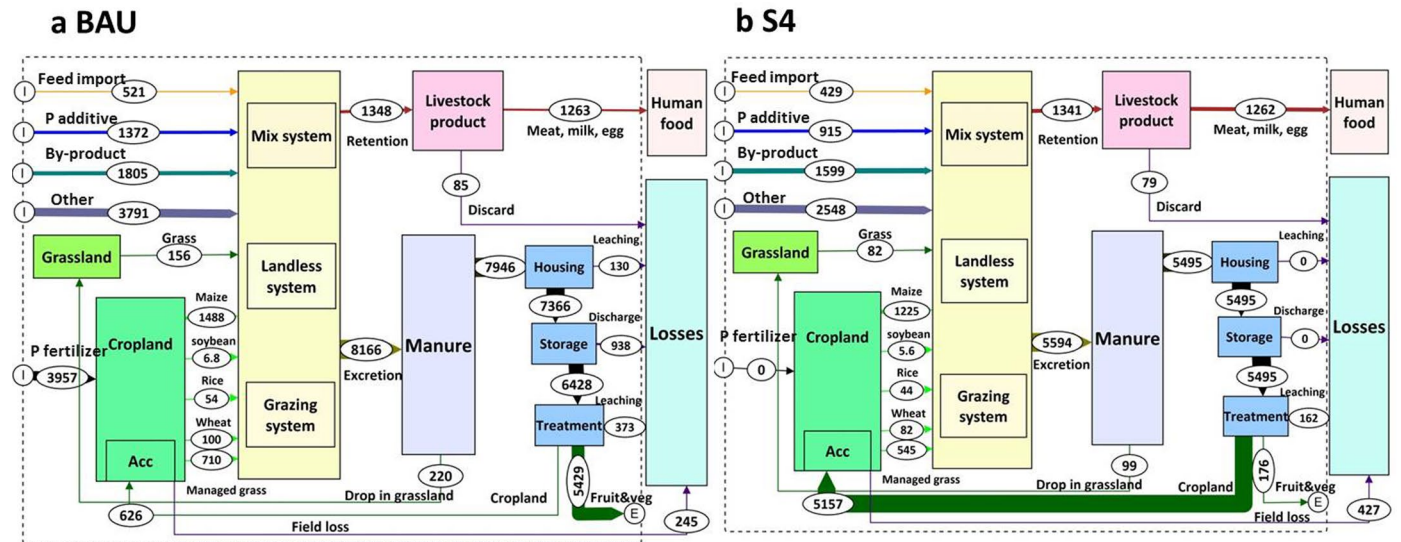 a BAU
Feed import
I
521
P additive
I
1372
By-product
I
1805
Other
I
3791
Grassland
Grass
156
Mix system
Landless system
Grazing system
1348
Retention
Livestock product
1263
Meat, milk, egg
Human food
85
Discard
P fertilizer
I
3957
Cropland
Acc
Maize
1488
soybean
6.8
Rice
54
Wheat
100
710
Managed grass
8166
Excretion
Manure
7946
Housing
Leaching
130
7366
Storage
Discharge
938
6428
Treatment
Leaching
373
Losses
220
Drop in grassland
Cropland
5429
Fruit&veg
E
626
Field loss
245
b S4
Feed import
I
429
P additive
I
915
By-product
I
1599
Other
I
2548
Grassland
Grass
82
Mix system
Landless system
Grazing system
1341
Retention
Livestock product
1262
Meat, milk, egg
Human food
79
Discard
P fertilizer
I
0
Cropland
Acc
Maize
1225
soybean
5.6
Rice
44
Wheat
82
545
Managed grass
5594
Excretion
Manure
5495
Housing
Leaching
0
5495
Storage
Discharge
0
5495
Treatment
Leaching
162
Losses
99
Drop in grassland
Cropland
176
Fruit&veg
E
5157
Field loss
427